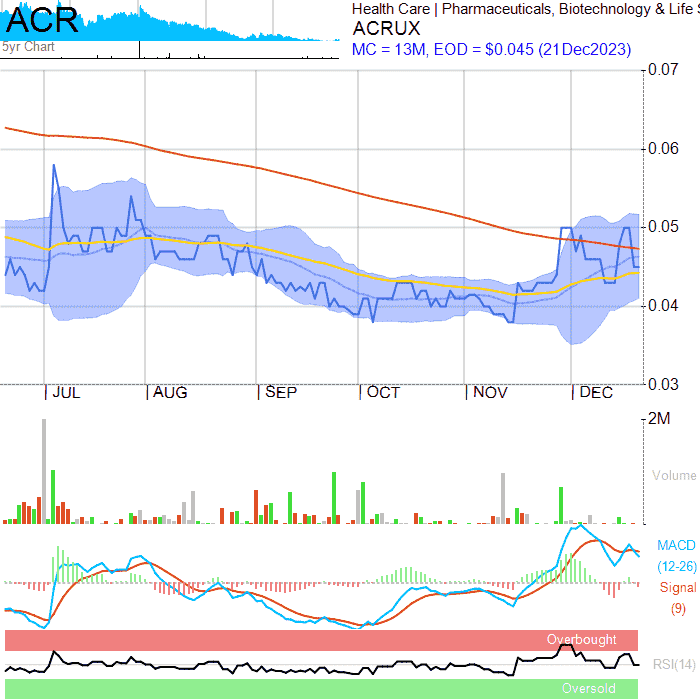 ACR
5yr Chart
Health Care | Pharmaceuticals, Biotechnology & Life S
ACRUX
MC = 13M, EOD = $0.045 (21Dec2023)
0.07
0.06
0.05
0.04
0.03
JUL AUG SEP OCT NOV DEC
2M
Volume
MACD
(12-26)
Signal
(9)
Overbought
RSI(14)
Oversold